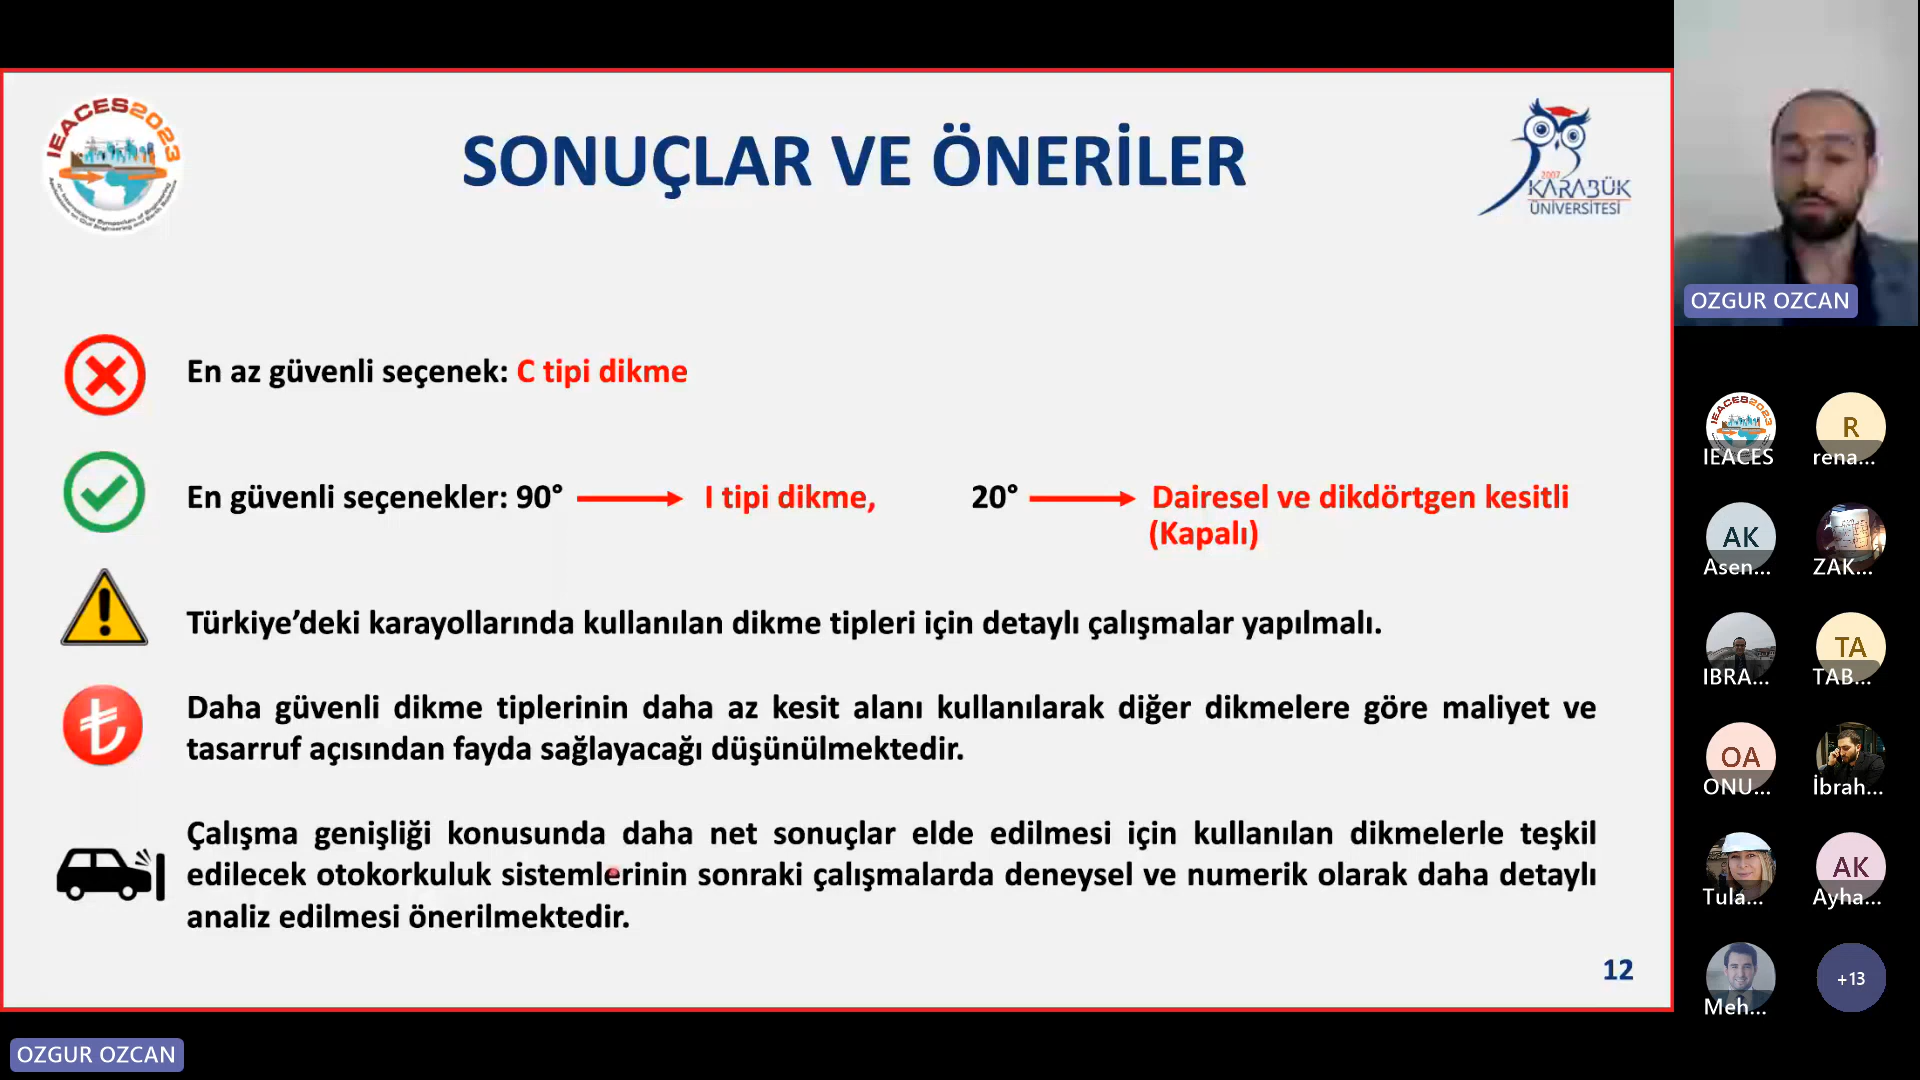 IEACES2023
SONUÇLAR VE ÖNERİLER
2007
KARABÜK
ÜNİVERSİTESİ
En az güvenli seçenek: C tipi dikme
En güvenli seçenekler: 90° I tipi dikme, 20° Dairesel ve dikdörtgen kesitli
(Kapalı)
Türkiye’deki karayollarında kullanılan dikme tipleri için detaylı çalışmalar yapılmalı.
Daha güvenli dikme tiplerinin daha az kesit alanı kullanılarak diğer dikmelere göre maliyet ve
tasarruf açısından fayda sağlayacağı düşünülmektedir.
Çalışma genişliği konusunda daha net sonuçlar elde edilmesi için kullanılan dikmelerle teşkil
edilecek otokorkuluk sistemlerinin sonraki çalışmalarda deneysel ve numerik olarak daha detaylı
analiz edilmesi önerilmektedir.
12
OZGUR OZCAN
OZGUR OZCAN
IEACES2023
R
IEACES
rena...
AK
Asen...
ZAK...
TA
IBRA...
TAB...
OA
ONU...
İbrah...
AK
Tula...
Ayha...
+13
Meh...